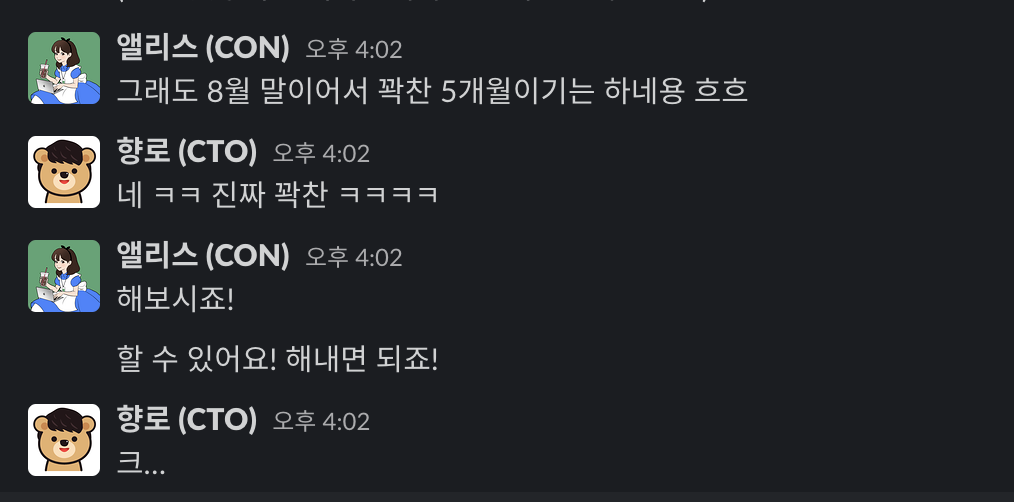 앨리스 (CON) 오후 4:02
그래도 8월 말이어서 꽉찬 5개월이기는 하네용 흐흐
향로 (CTO) 오후 4:02
네 ㅋㅋ 진짜 꽉찬 ㅋㅋㅋㅋ
앨리스 (CON) 오후 4:02
해보시죠!
할 수 있어요! 해내면 되죠!
향로 (CTO) 오후 4:02
크...